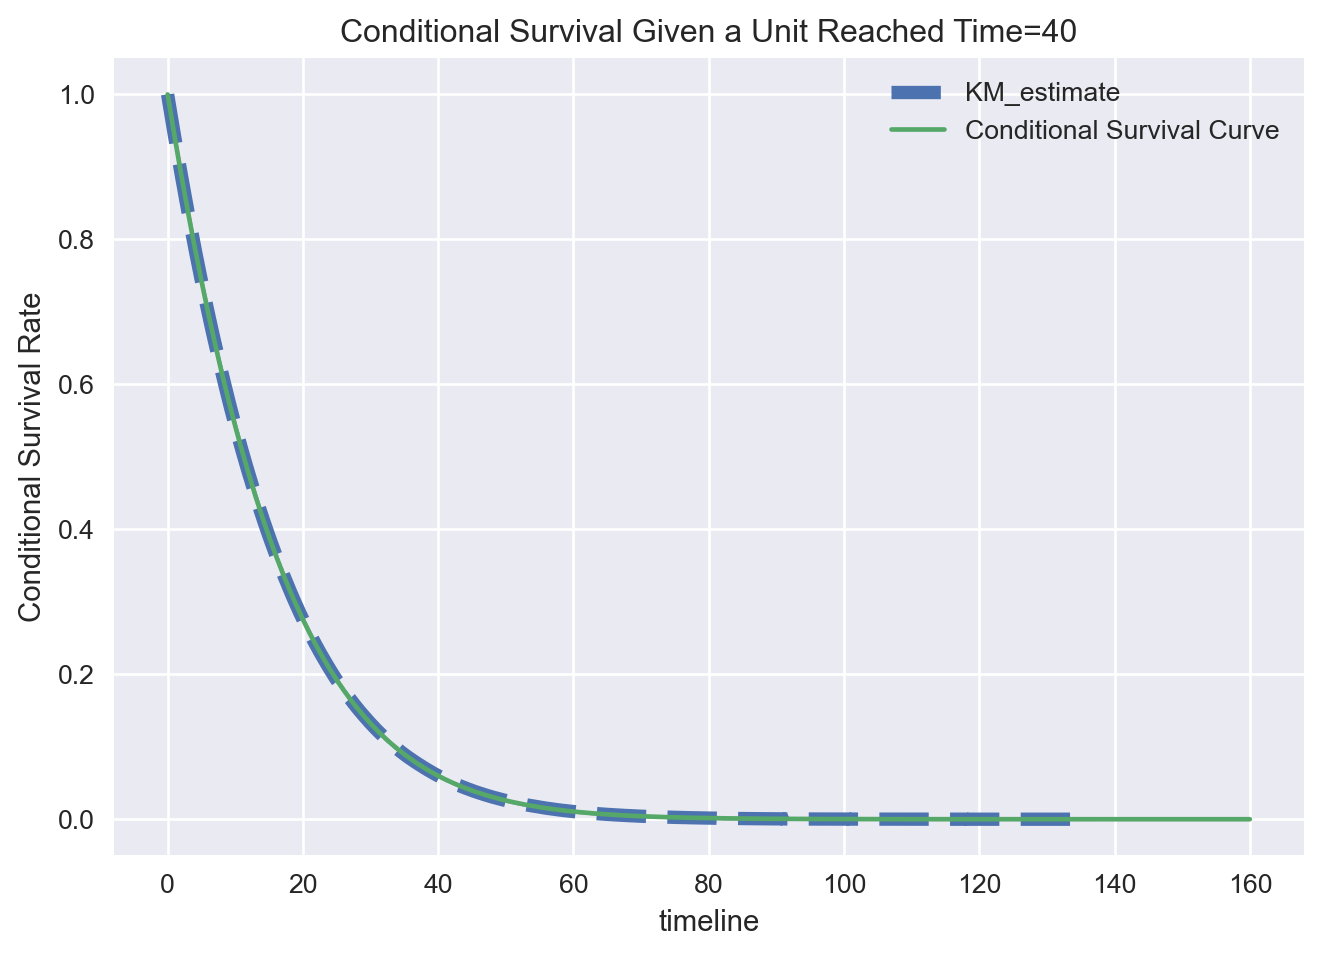 Conditional Survival Given a Unit Reached Time=40
KM_estimate
Conditional Survival Curve
Conditional Survival Rate
1.0
0.8
0.6
0.4
0.2
0.0
0 20 40 60 80 100 120 140 160
timeline